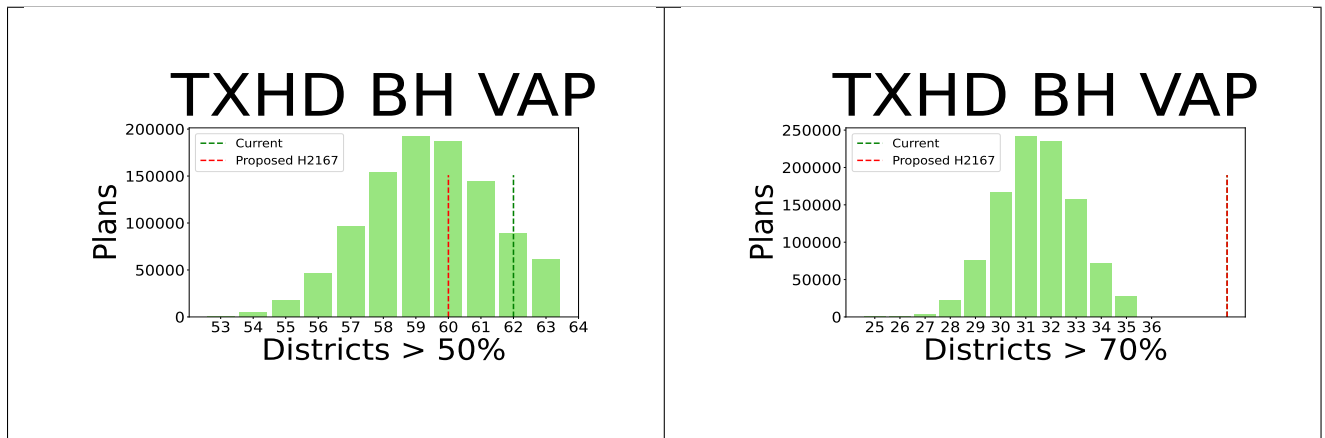 TXHD BH VAP
Current
Proposed H2167
Plans
200000
150000
100000
50000
0
53 54 55 56 57 58 59 60 61 62 63 64
Districts > 50%
TXHD BH VAP
Current
Proposed H2167
Plans
250000
200000
150000
100000
50000
0
25 26 27 28 29 30 31 32 33 34 35 36
Districts > 70%